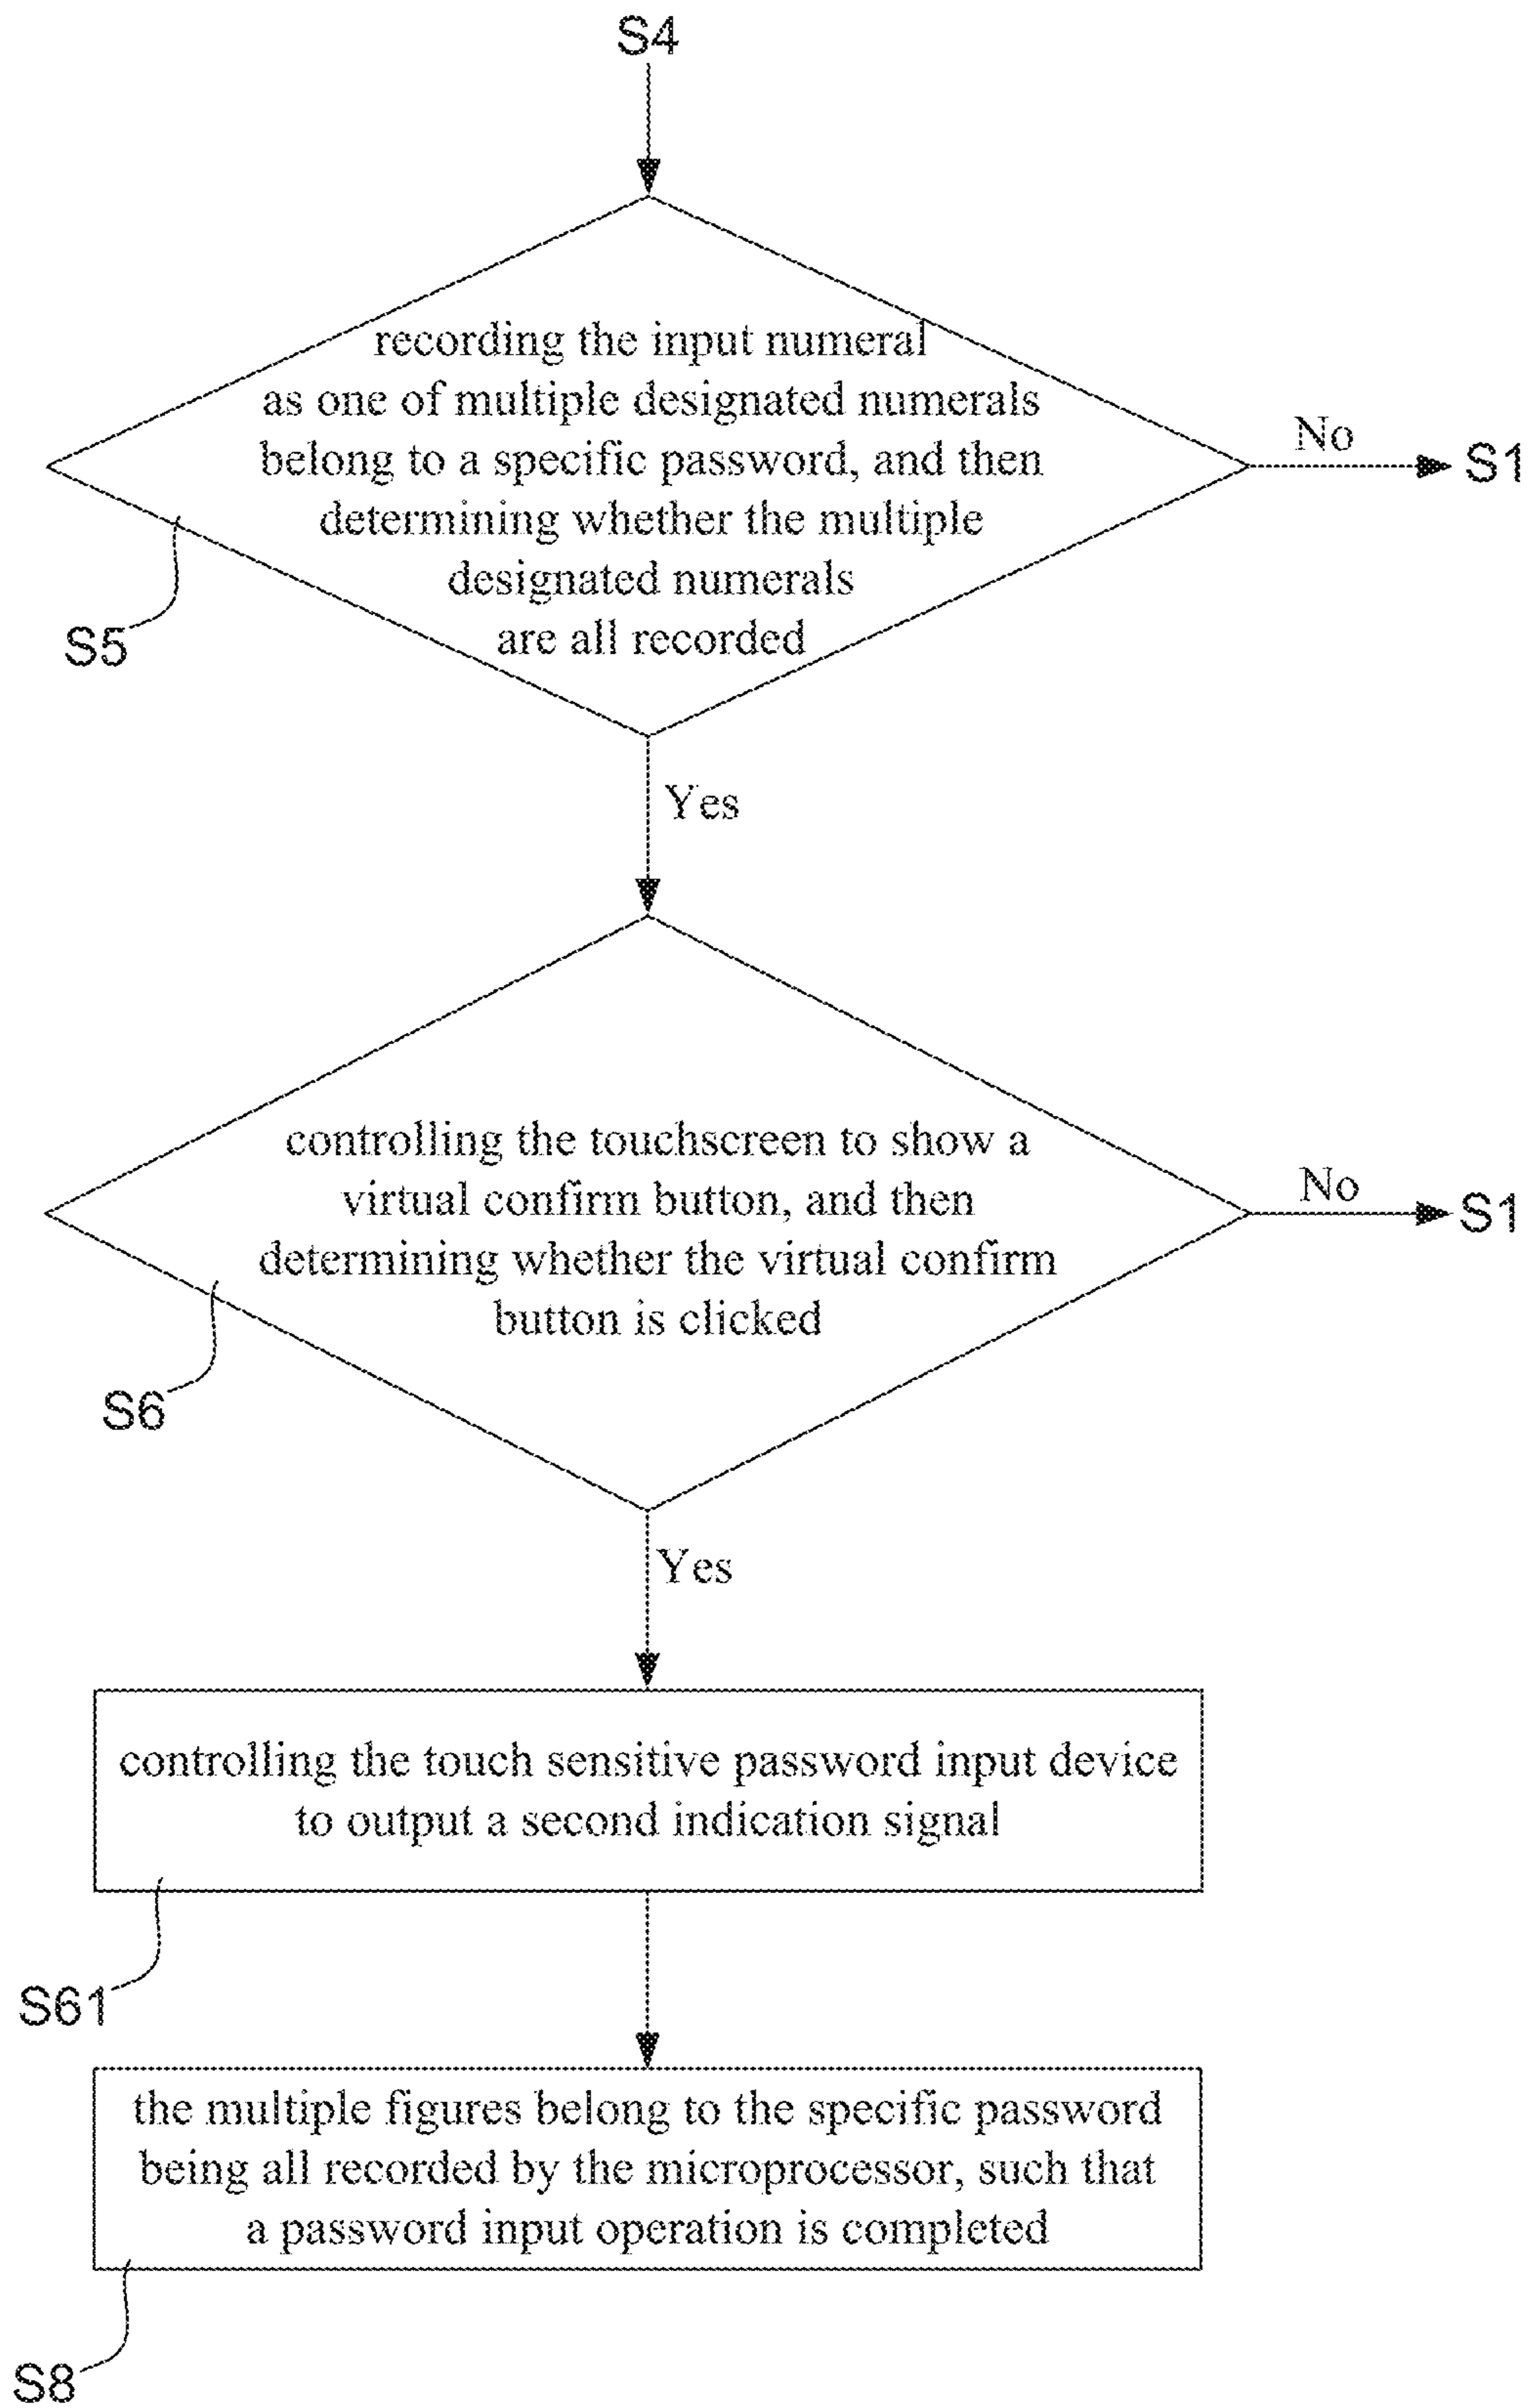 S4
recording the input numeral
as one of multiple designated numerals
belong to a specific password, and then
determining whether the multiple
designated numerals
are all recorded
No
S1
S5
Yes
controlling the touchscreen to show a
virtual confirm button, and then
determining whether the virtual confirm
button is clicked
No
S1
S6
Yes
controlling the touch sensitive password input device
to output a second indication signal
S61
the multiple figures belong to the specific password
being all recorded by the microprocessor, such that
a password input operation is completed
S8